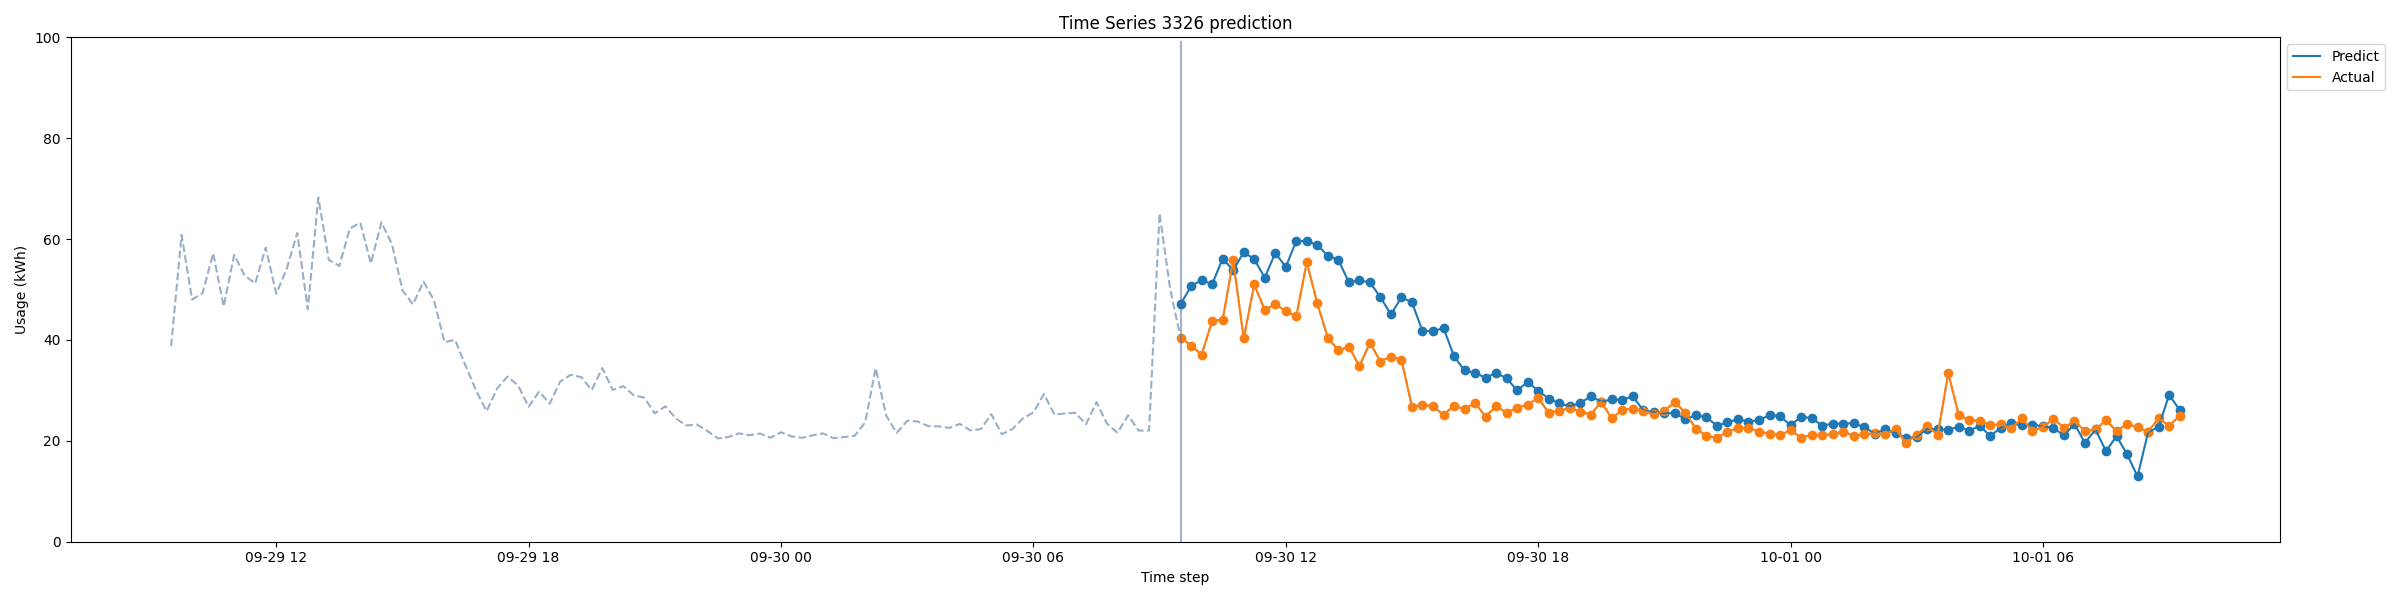 Time Series 3326 prediction
Predict
Actual
100
80
60
40
20
0
Usage (kWh)
09-29 12
09-29 18
09-30 00
09-30 06
09-30 12
09-30 18
10-01 00
10-01 06
Time step